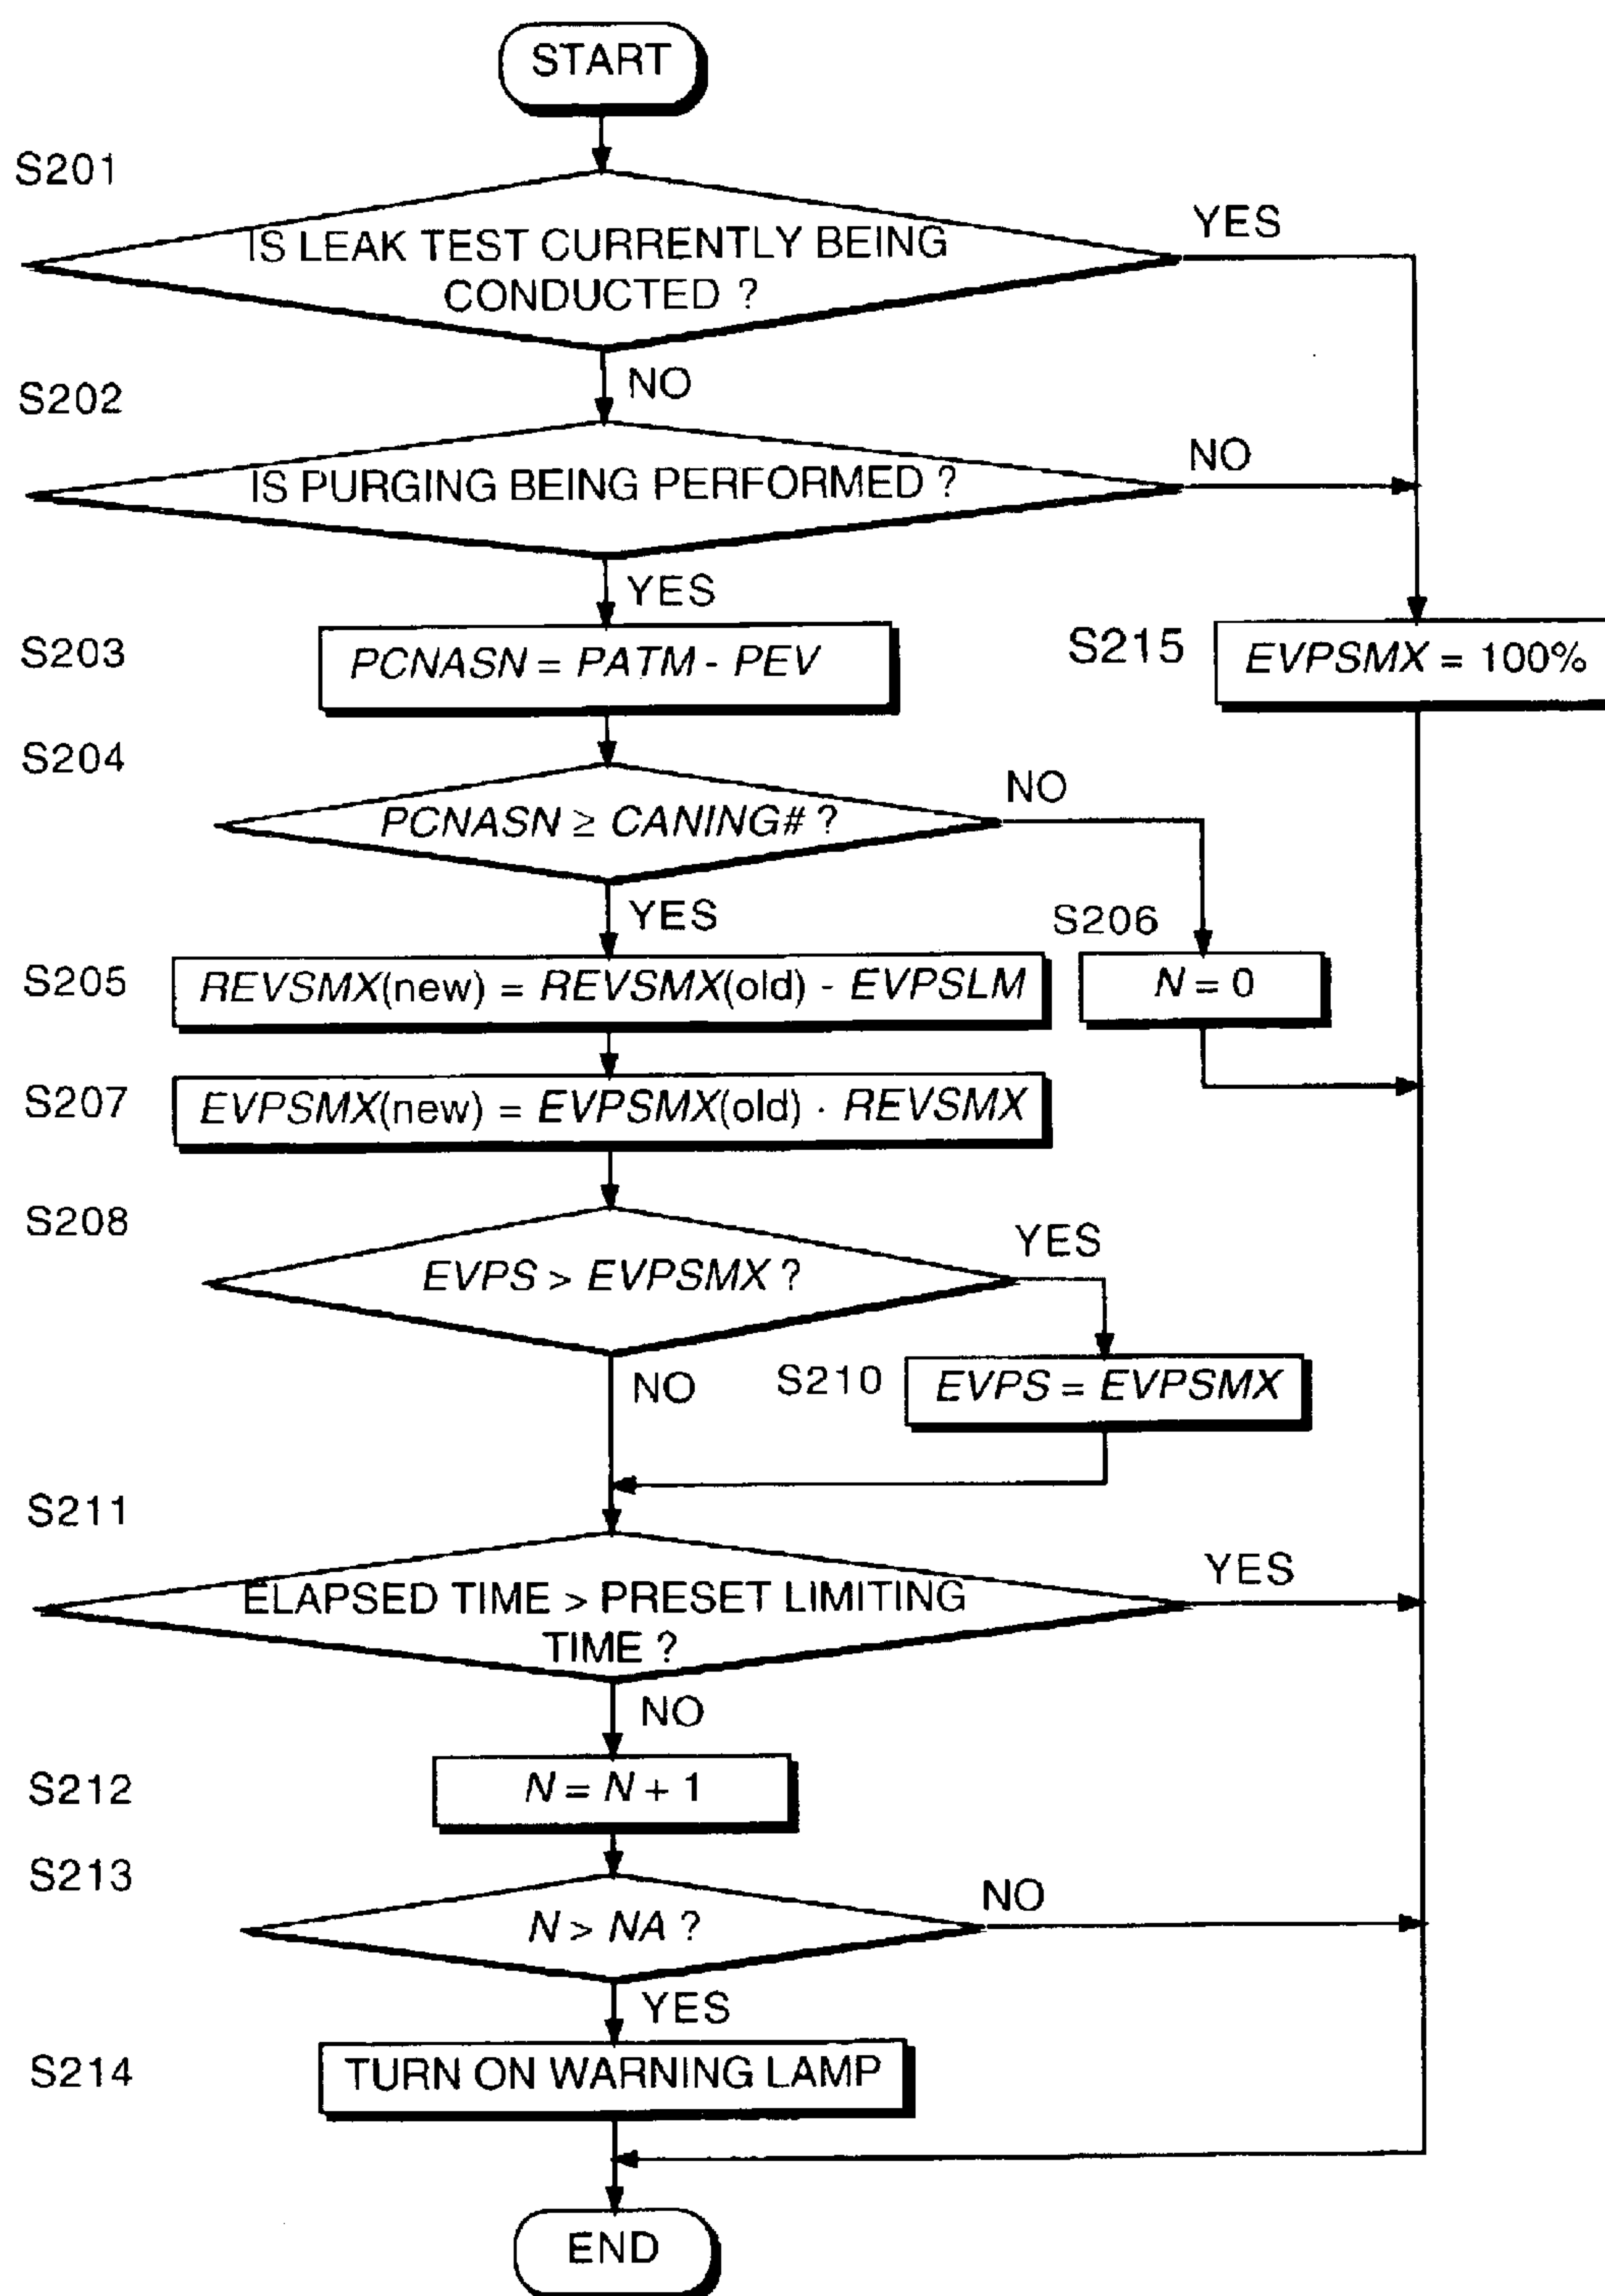 START
S201
IS LEAK TEST CURRENTLY BEING
CONDUCTED ?
YES
NO
S202
IS PURGING BEING PERFORMED ?
NO
YES
S203
PCNASN = PATM - PEV
S215
EVPSMX = 100%
S204
PCNASN ≥ CANING# ?
NO
YES
S206
N = 0
S205
REVSMX(new) = REVSMX(old) - EVPSLM
S207
EVPSMX(new) = EVPSMX(old) · REVSMX
S208
EVPS > EVPSMX ?
YES
NO
S210
EVPS = EVPSMX
S211
ELAPSED TIME > PRESET LIMITING
TIME ?
YES
NO
S212
N = N + 1
S213
N > NA ?
NO
YES
S214
TURN ON WARNING LAMP
END